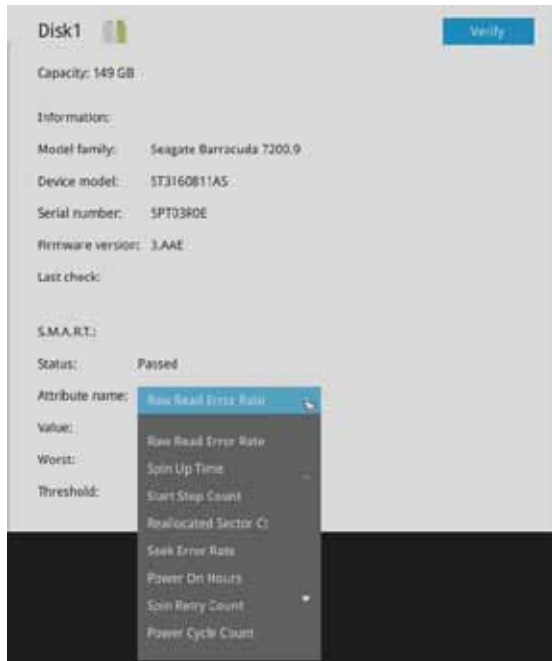 Disk1
Verify
Capacity: 149 GB
Information:
Model family: Seagate Barracuda 7200.9
Device model: ST3160811AS
Serial number: 5PT03R0E
Firmware version: 3.AAE
Last check:
S.M.A.R.T.:
Status: Passed
Attribute name: Raw Read Error Rate
Value:
Worst:
Threshold:
Raw Read Error Rate
Spin Up Time
Start Stop Count
Reallocated Sector Ct
Seek Error Rate
Power On Hours
Spin Retry Count
Power Cycle Count